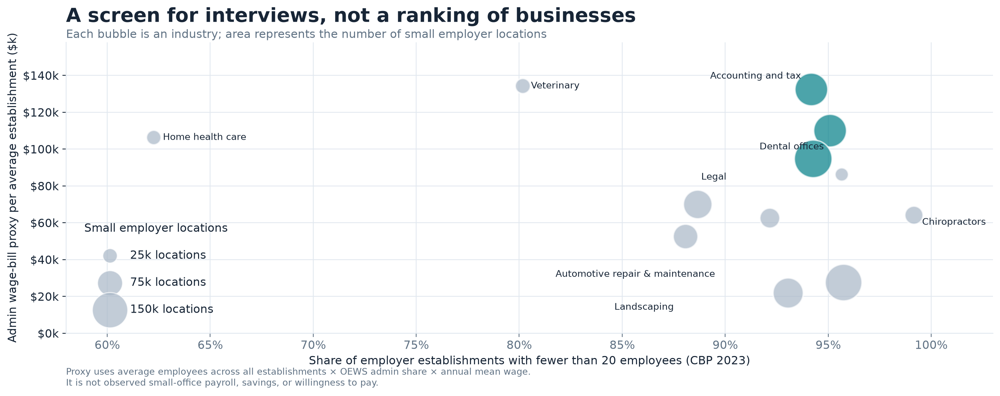 A screen for interviews, not a ranking of businesses
Each bubble is an industry; area represents the number of small employer locations
Admin wage-bill proxy per average establishment ($k)
$140k
$120k
$100k
$80k
$60k
$40k
$20k
$0k
Accounting and tax
Veterinary
Home health care
Dental offices
Legal
Chiropractors
Automotive repair & maintenance
Landscaping
Small employer locations
25k locations
75k locations
150k locations
60% 65% 70% 75% 80% 85% 90% 95% 100%
Share of employer establishments with fewer than 20 employees (CBP 2023)
Proxy uses average employees across all establishments × OEWS admin share × annual mean wage.
It is not observed small-office payroll, savings, or willingness to pay.